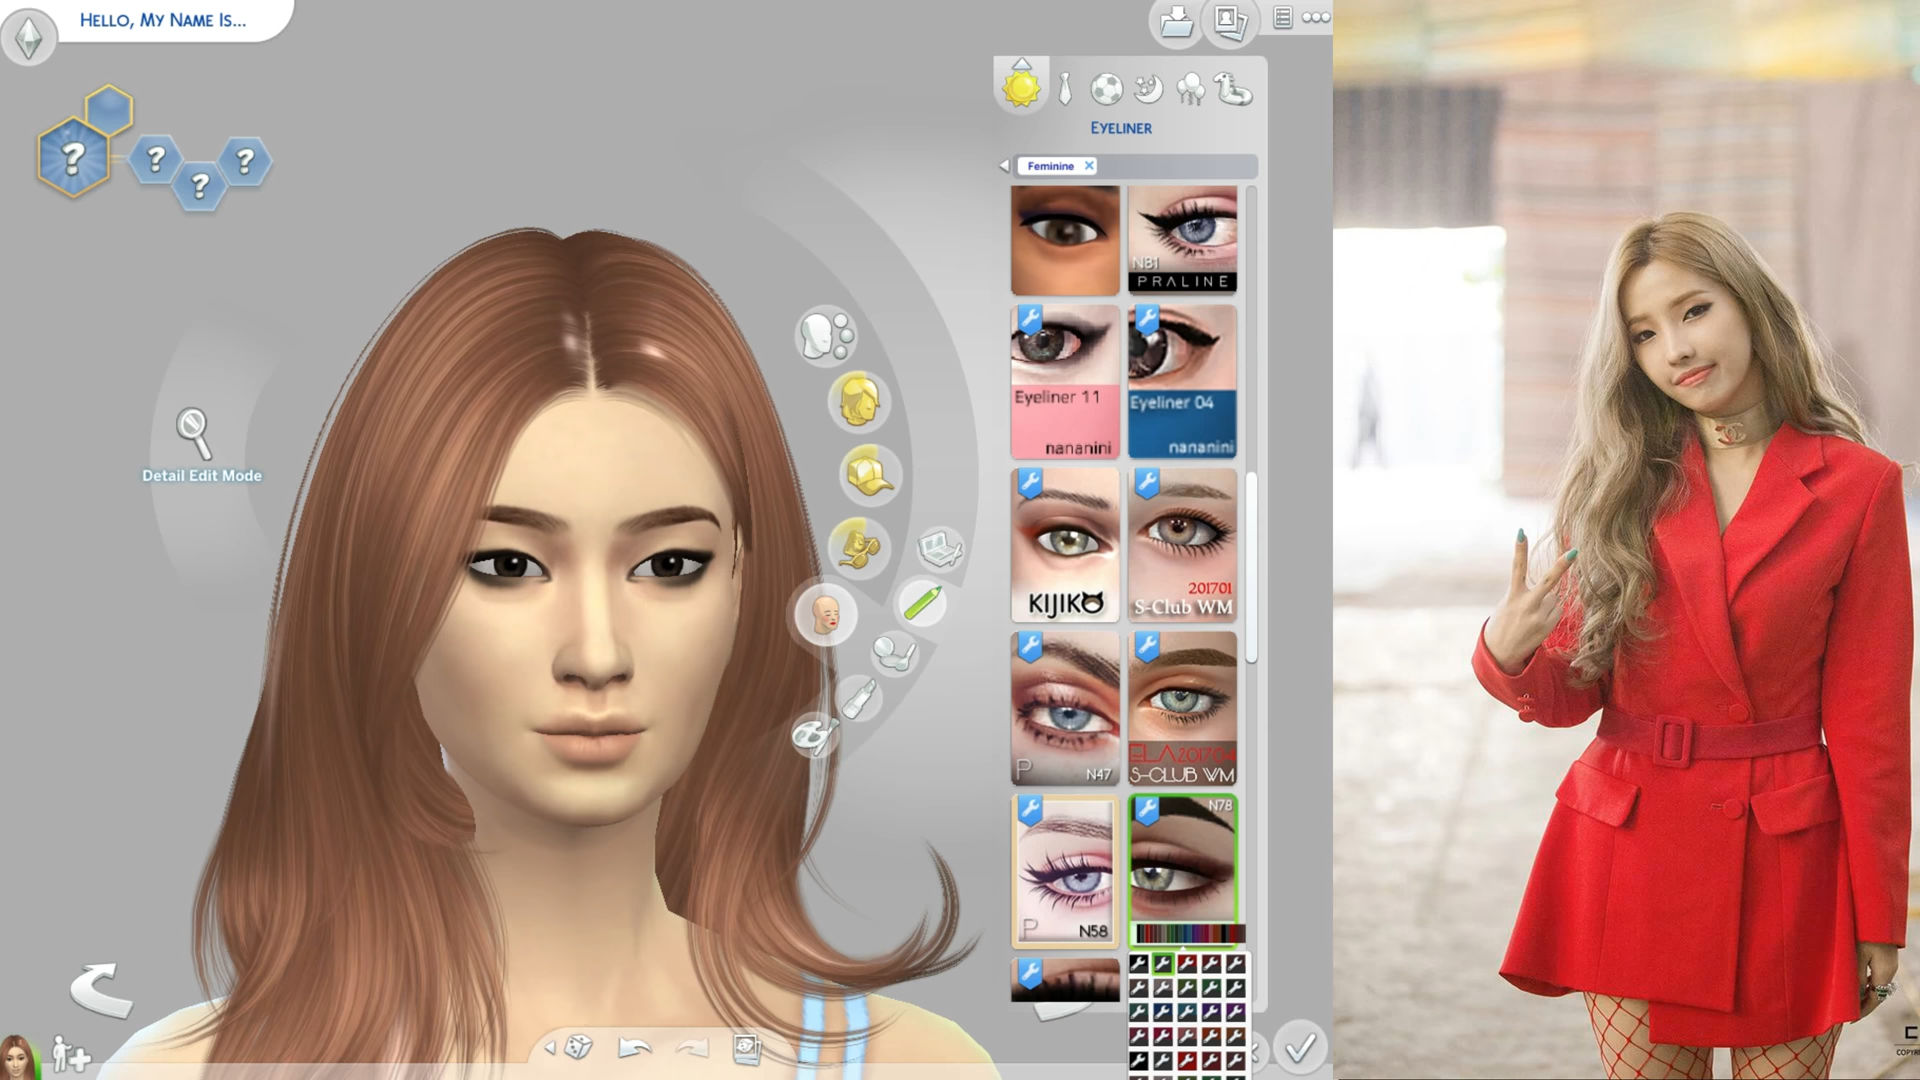 Hello, My Name Is...
Eyeliner
Feminine
N81
PRALINE
Eyeliner 11
nananini
Eyeliner 04
nananini
KIJIKO
201701
S-Club WM
P
N47
ELA201704
S-CLUB WM
P
N58
N78
Detail Edit Mode